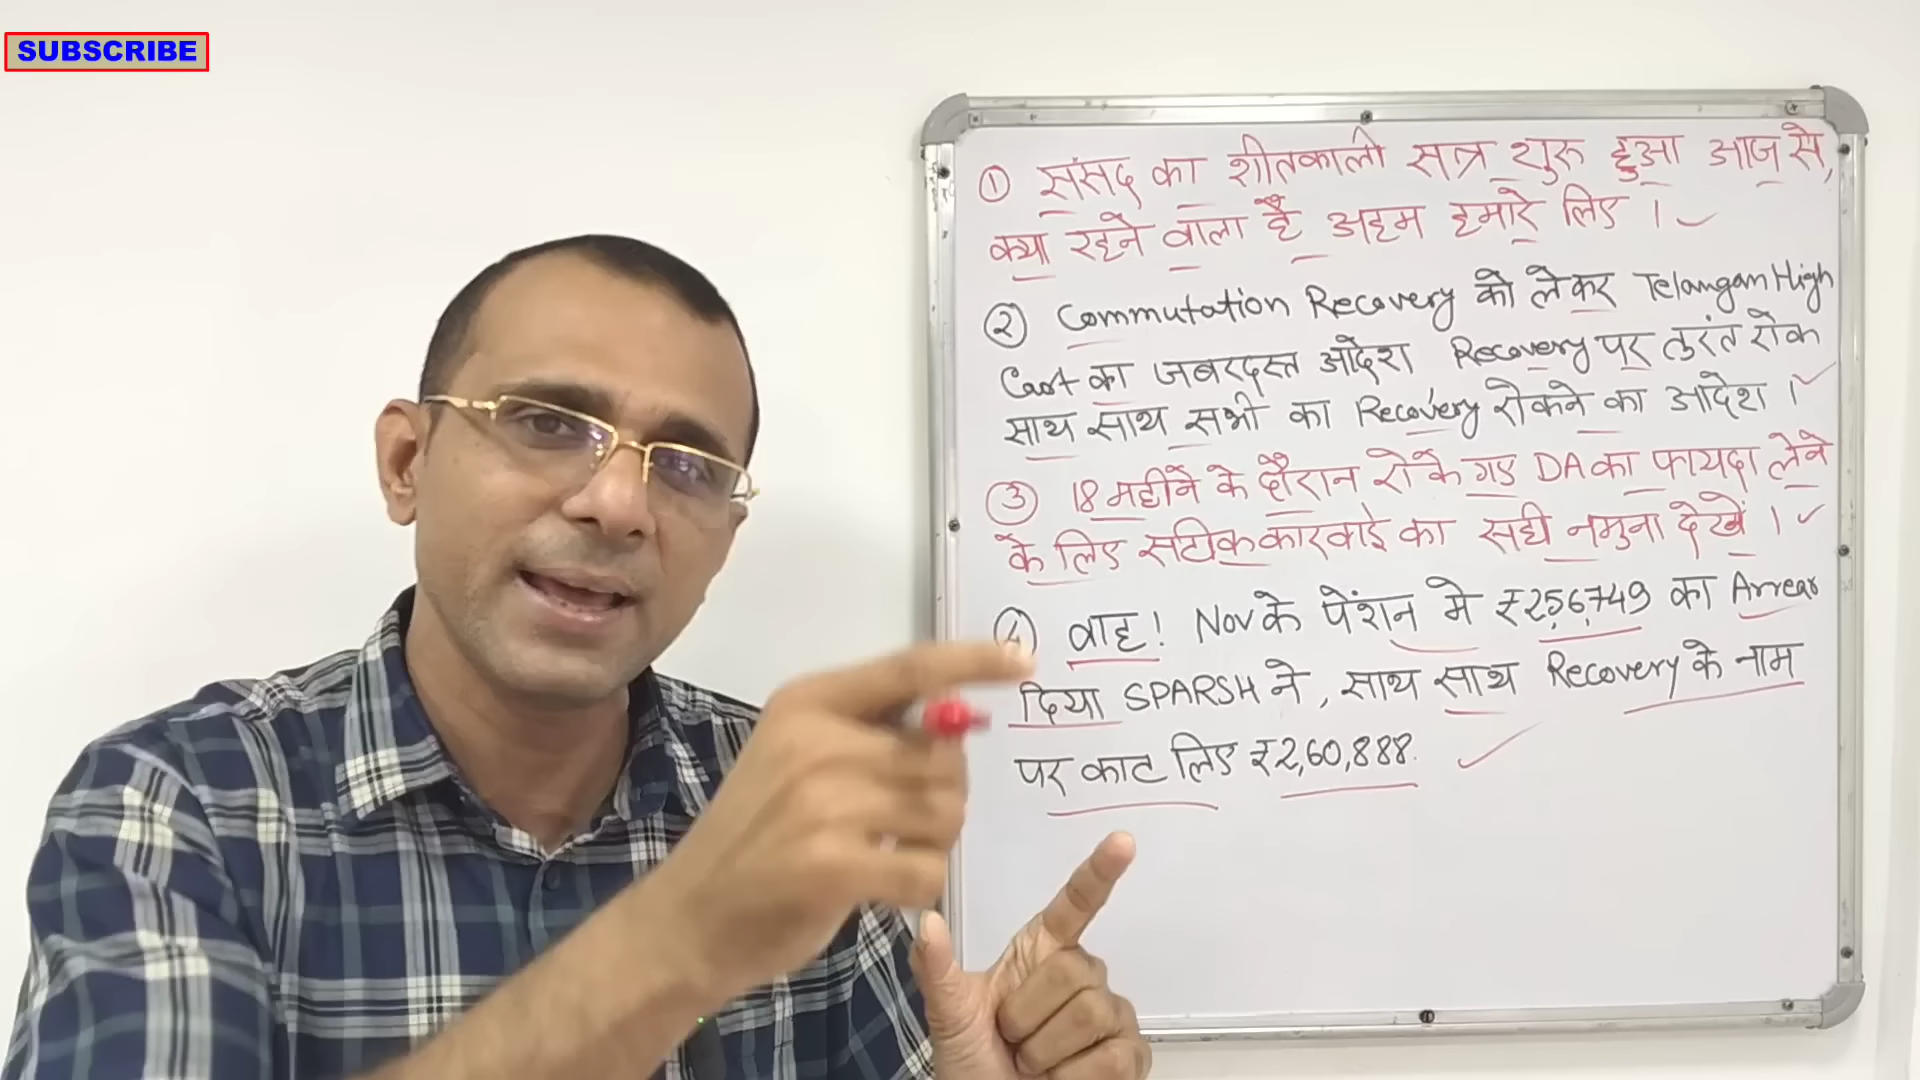 SUBSCRIBE
① संसद का शीतकाली सत्र शुरू हुआ आज से,
क्या रहने वाला है अहम हमारे लिए ।
② Commutation Recovery को लेकर Telangan High
Cout का जबरदस्त आदेश Recovery पर तुरंत रोक
साथ साथ सभी का Recovery रोकने का आदेश ।
③ 18 महीने के दौरान रोके गए DA का फायदा लेने
के लिए सटीक कारवाई का सही नमुना देखें ।
④ वाह! Nov के पेंशन मे ₹2,56,749 का Arrear
दिया SPARSH ने, साथ साथ Recovery के नाम
पर काट लिए ₹2,60,888.